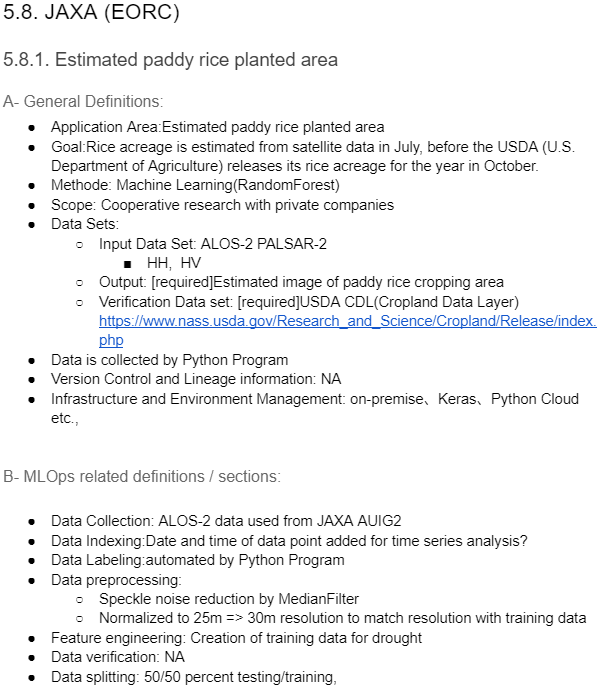 5.8. JAXA (EORC)
5.8.1. Estimated paddy rice planted area
A- General Definitions:
● Application Area:Estimated paddy rice planted area
● Goal:Rice acreage is estimated from satellite data in July, before the USDA (U.S.
Department of Agriculture) releases its rice acreage for the year in October.
● Methode: Machine Learning(RandomForest)
● Scope: Cooperative research with private companies
● Data Sets:
○ Input Data Set: ALOS-2 PALSAR-2
■ HH, HV
○ Output: [required]Estimated image of paddy rice cropping area
○ Verification Data set: [required]USDA CDL(Cropland Data Layer)
https://www.nass.usda.gov/Research_and_Science/Cropland/Release/index.
php
● Data is collected by Python Program
● Version Control and Lineage information: NA
● Infrastructure and Environment Management: on-premise、Keras、Python Cloud
etc.,
B- MLOps related definitions / sections:
● Data Collection: ALOS-2 data used from JAXA AUIG2
● Data Indexing:Date and time of data point added for time series analysis?
● Data Labeling:automated by Python Program
● Data preprocessing:
○ Speckle noise reduction by MedianFilter
○ Normalized to 25m => 30m resolution to match resolution with training data
● Feature engineering: Creation of training data for drought
● Data verification: NA
● Data splitting: 50/50 percent testing/training,